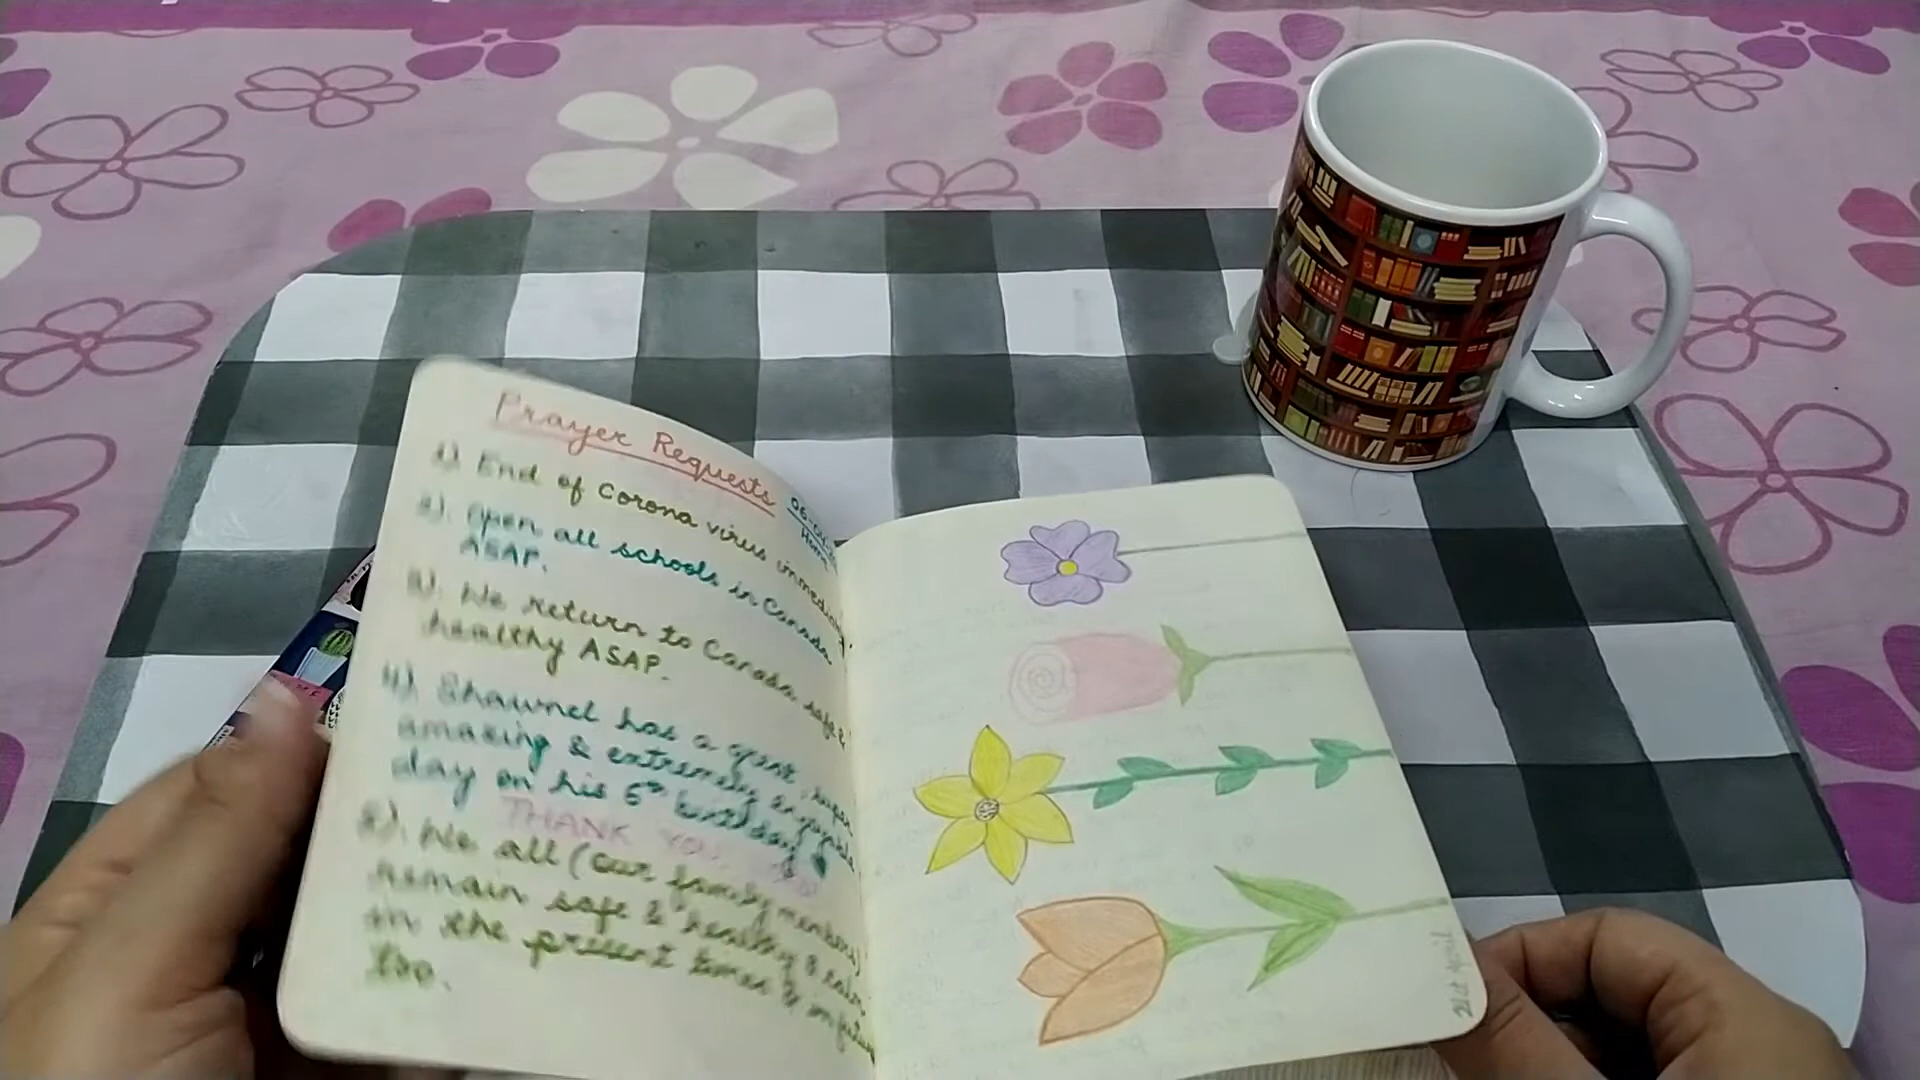 Prayer Requests
1). End of Corona virus immediately.
2). Open all schools in Canada
ASAP.
3). We return to Canada safe &
healthy ASAP.
4). Shawnel has a great, super
amazing & extremely enjoyable
day on his 6th birthday
THANK YOU
5). We all (our family members)
remain safe & healthy & calm
in the present times & in future
too.
21st April